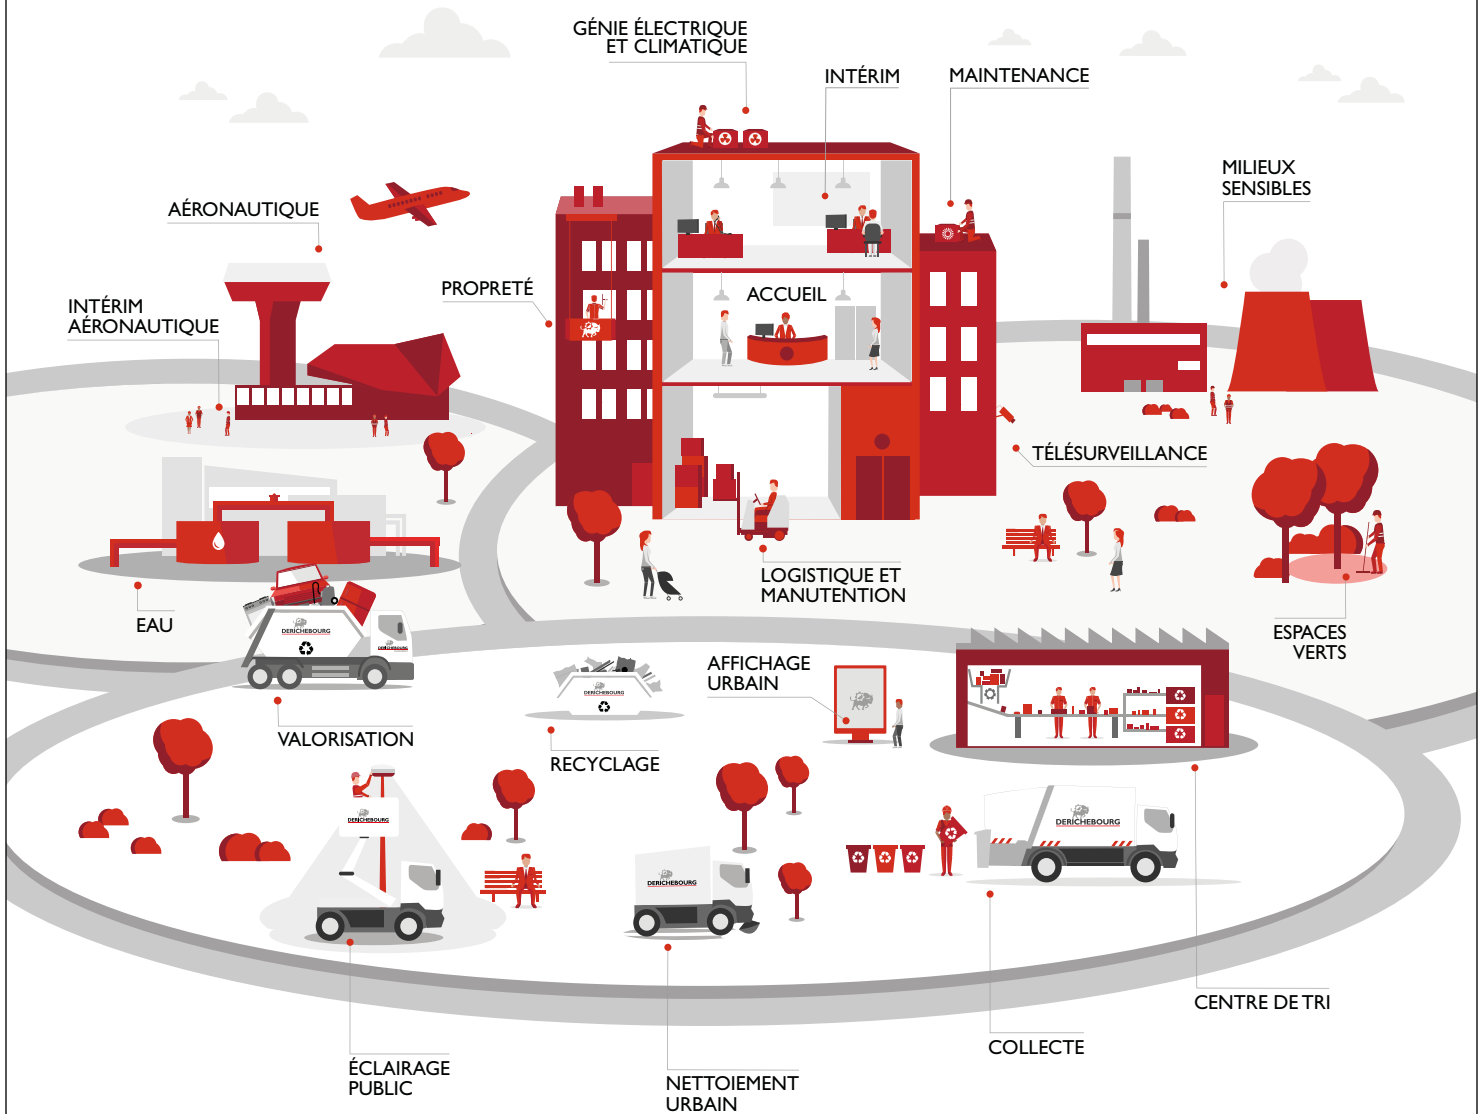 GÉNIE ÉLECTRIQUE
ET CLIMATIQUE
INTÉRIM
MAINTENANCE
MILIEUX
SENSIBLES
AÉRONAUTIQUE
INTÉRIM
AÉRONAUTIQUE
PROPRETÉ
ACCUEIL
TÉLÉSURVEILLANCE
LOGISTIQUE ET
MANUTENTION
EAU
ESPACES
VERTS
DERICHEBOURG
DERICHEBOURG
VALORISATION
DERICHEBOURG
RECYCLAGE
AFFICHAGE
URBAIN
DERICHEBOURG
DERICHEBOURG
DERICHEBOURG
CENTRE DE TRI
COLLECTE
ÉCLAIRAGE
PUBLIC
NETTOIEMENT
URBAIN